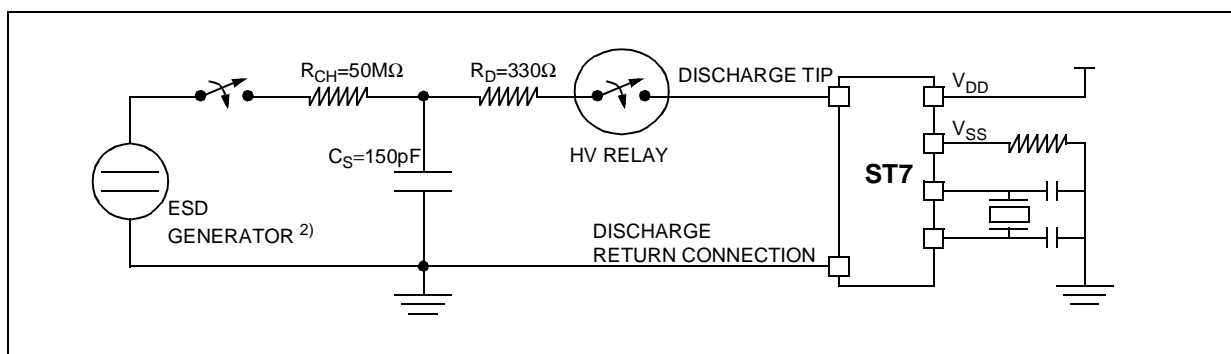 R_CH=50MΩ
R_D=330Ω
DISCHARGE TIP
V_DD
V_SS
HV RELAY
C_S=150pF
ST7
ESD
GENERATOR 2)
DISCHARGE
RETURN CONNECTION